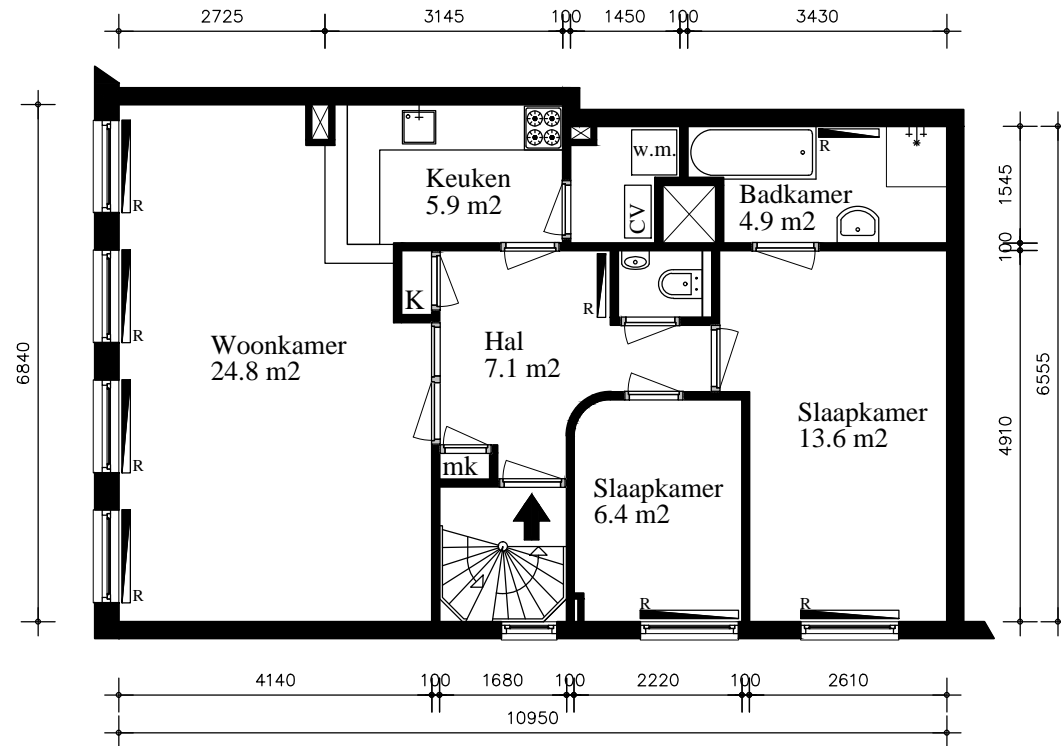 2725 3145 100 1450 100 3430
w.m.
R
Keuken
5.9 m2
Badkamer
4.9 m2
CV
1545
R
100
K
R
Hal
7.1 m2
Woonkamer
24.8 m2
6840
6555
R
Slaapkamer
13.6 m2
4910
mk
R
Slaapkamer
6.4 m2
R
R
R
4140 100 1680 100 2220 100 2610
10950